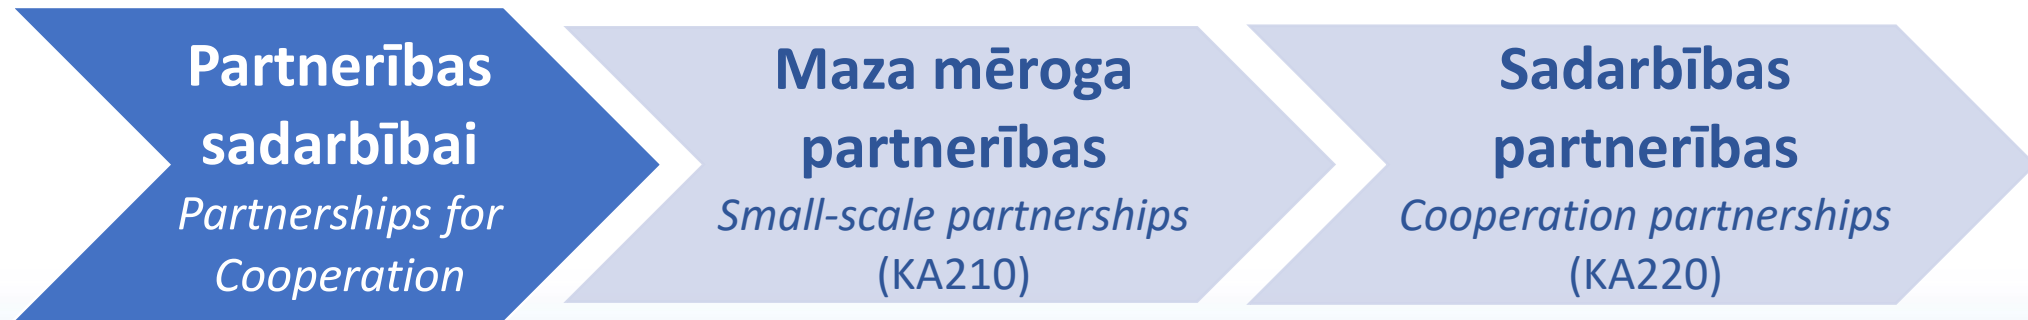 Partnerības
sadarbībai
Partnerships for
Cooperation
Maza mēroga
partnerības
Small-scale partnerships
(KA210)
Sadarbības
partnerības
Cooperation partnerships
(KA220)